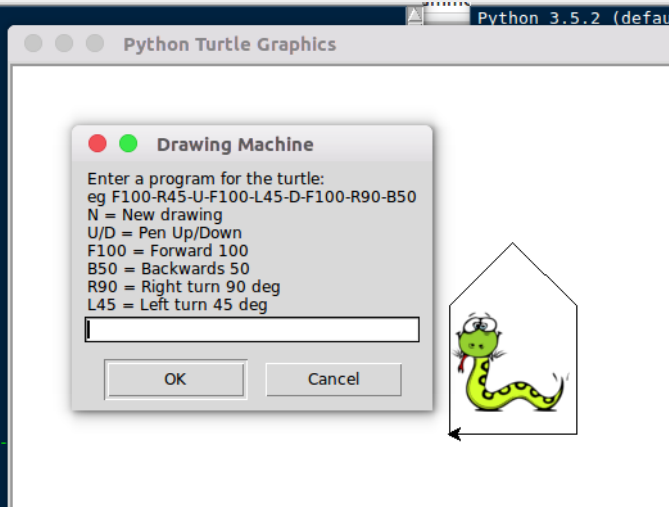 Python 3.5.2 (defau
Python Turtle Graphics
Drawing Machine
Enter a program for the turtle:
eg F100-R45-U-F100-L45-D-F100-R90-B50
N = New drawing
U/D = Pen Up/Down
F100 = Forward 100
B50 = Backwards 50
R90 = Right turn 90 deg
L45 = Left turn 45 deg
OK
Cancel